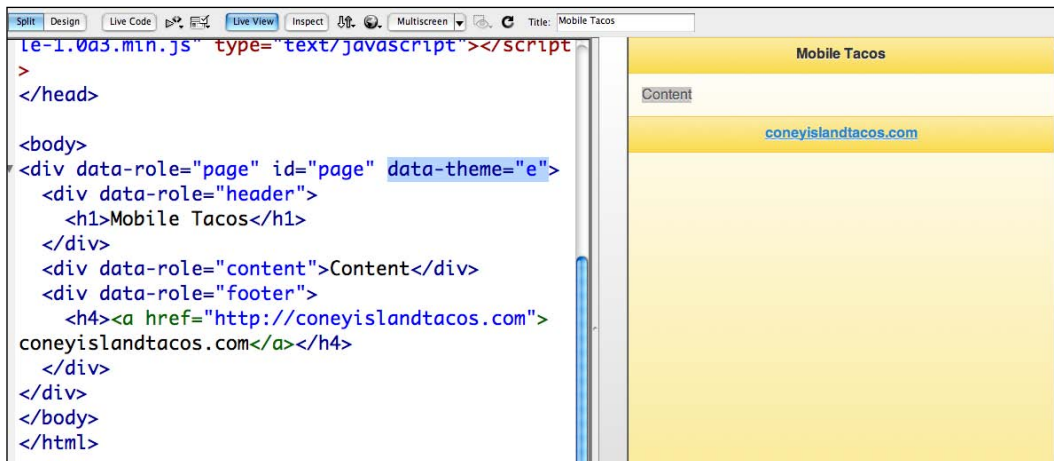 Split Design Live Code Live View Inspect Multiscreen Title: Mobile Tacos
le-1.0a3.min.js" type="text/javascript"></script
>
</head>
<body>
<div data-role="page" id="page" data-theme="e">
<div data-role="header">
<h1>Mobile Tacos</h1>
</div>
<div data-role="content">Content</div>
<div data-role="footer">
<h4><a href="http://coneyislandtacos.com">
coneyislandtacos.com</a></h4>
</div>
</div>
</body>
</html>
Mobile Tacos
Content
coneyislandtacos.com